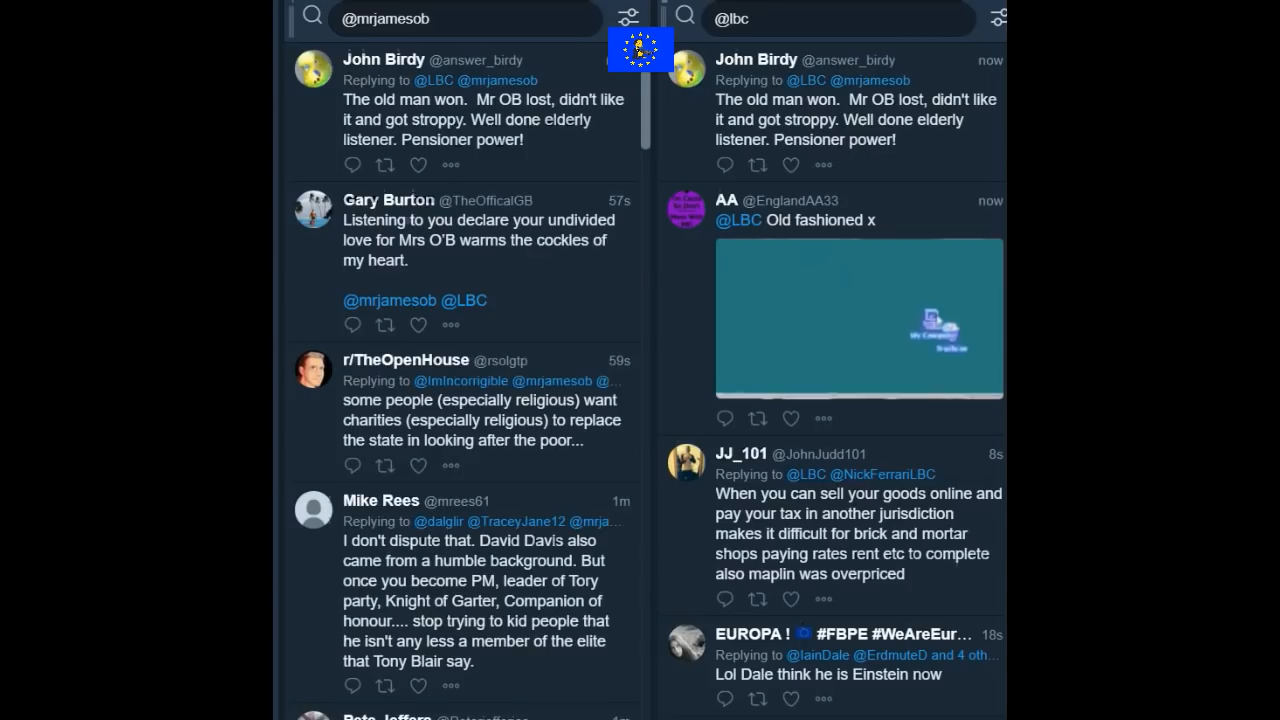 @mrjamesob
John Birdy @answer_birdy
Replying to @LBC @mrjamesob
The old man won.  Mr OB lost, didn't like
it and got stroppy. Well done elderly
listener. Pensioner power!
Gary Burton @TheOfficalGB 57s
Listening to you declare your undivided
love for Mrs O'B warms the cockles of
my heart.
@mrjamesob @LBC
r/TheOpenHouse @rsolgtp 59s
Replying to @ImIncorrigible @mrjamesob @...
some people (especially religious) want
charities (especially religious) to replace
the state in looking after the poor...
Mike Rees @mrees61 1m
Replying to @dalglir @TraceyJane12 @mrja...
I don't dispute that. David Davis also
came from a humble background. But
once you become PM, leader of Tory
party, Knight of Garter, Companion of
honour.... stop trying to kid people that
he isn't any less a member of the elite
that Tony Blair say.
@lbc
John Birdy @answer_birdy now
Replying to @LBC @mrjamesob
The old man won.  Mr OB lost, didn't like
it and got stroppy. Well done elderly
listener. Pensioner power!
AA @EnglandAA33 now
@LBC Old fashioned x
My Computer
JJ_101 @JohnJudd101 8s
Replying to @LBC @NickFerrariLBC
When you can sell your goods online and
pay your tax in another jurisdiction
makes it difficult for brick and mortar
shops paying rates rent etc to complete
also maplin was overpriced
EUROPA ! #FBPE #WeAreEur... 18s
Replying to @IainDale @ErdmuteD and 4 oth...
Lol Dale think he is Einstein now